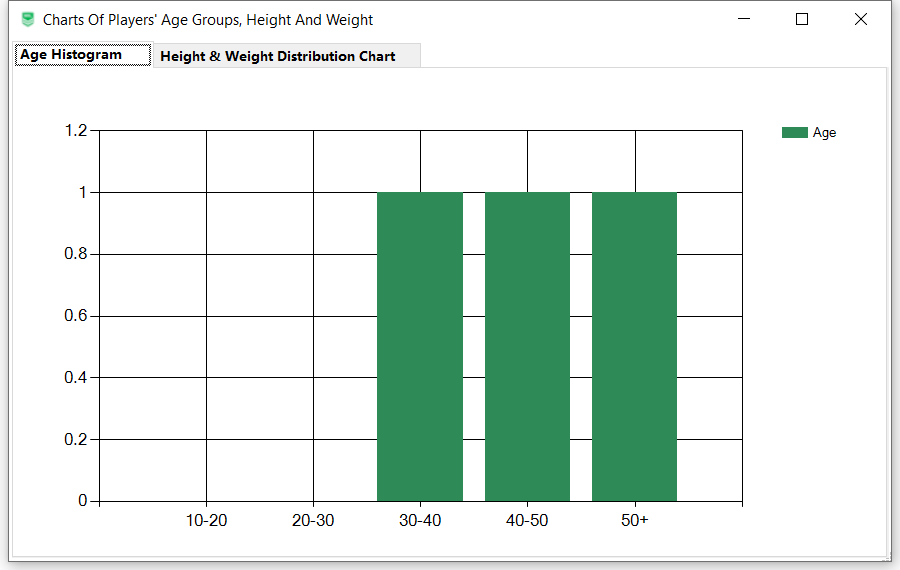 Charts Of Players' Age Groups, Height And Weight
Age Histogram
Height & Weight Distribution Chart
1.2
1
0.8
0.6
0.4
0.2
0
10-20 20-30 30-40 40-50 50+
Age